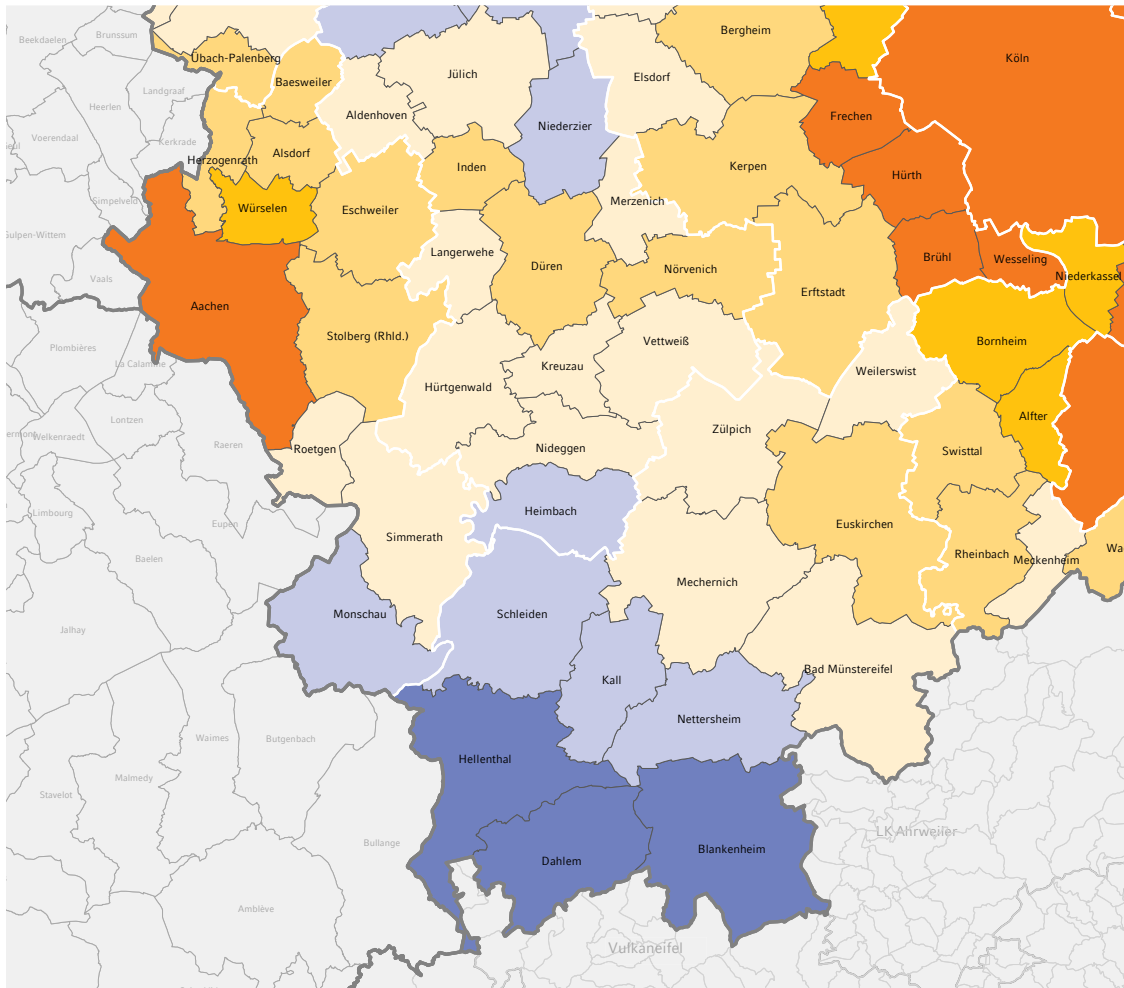 Brunssum
Beekdaelen
Bergheim
Köln
Übach-Palenberg
Jülich
Elsdorf
Baesweiler
Landgraaf
Heerlen
Aldenhoven
Frechen
Niederzier
Voerendaal
Kerkrade
Alsdorf
Herzogenrath
Inden
Kerpen
Hürth
Simpelveld
Würselen
Eschweiler
Merzenich
Gulpen-Wittem
Langerwehe
Brühl
Wesseling
Düren
Nörvenich
Niederkassel
Vaals
Erftstadt
Aachen
Stolberg (Rhld.)
Vettweiß
Bornheim
Plombières
La Calamine
Kreuzau
Weilerswist
Hürtgenwald
Alfter
Lontzen
Zülpich
Welkenraedt
Raeren
Roetgen
Nideggen
Swisttal
Limbourg
Heimbach
Eupen
Euskirchen
Simmerath
Baelen
Rheinbach
Meckenheim
Wa
Mechernich
Monschau
Schleiden
Jalhay
Bad Münstereifel
Kall
Nettersheim
Waimes
Butgenbach
Hellenthal
Malmedy
Stavelot
LK Ahrweiler
Bullange
Blankenheim
Dahlem
Amblève
Vulkaneifel